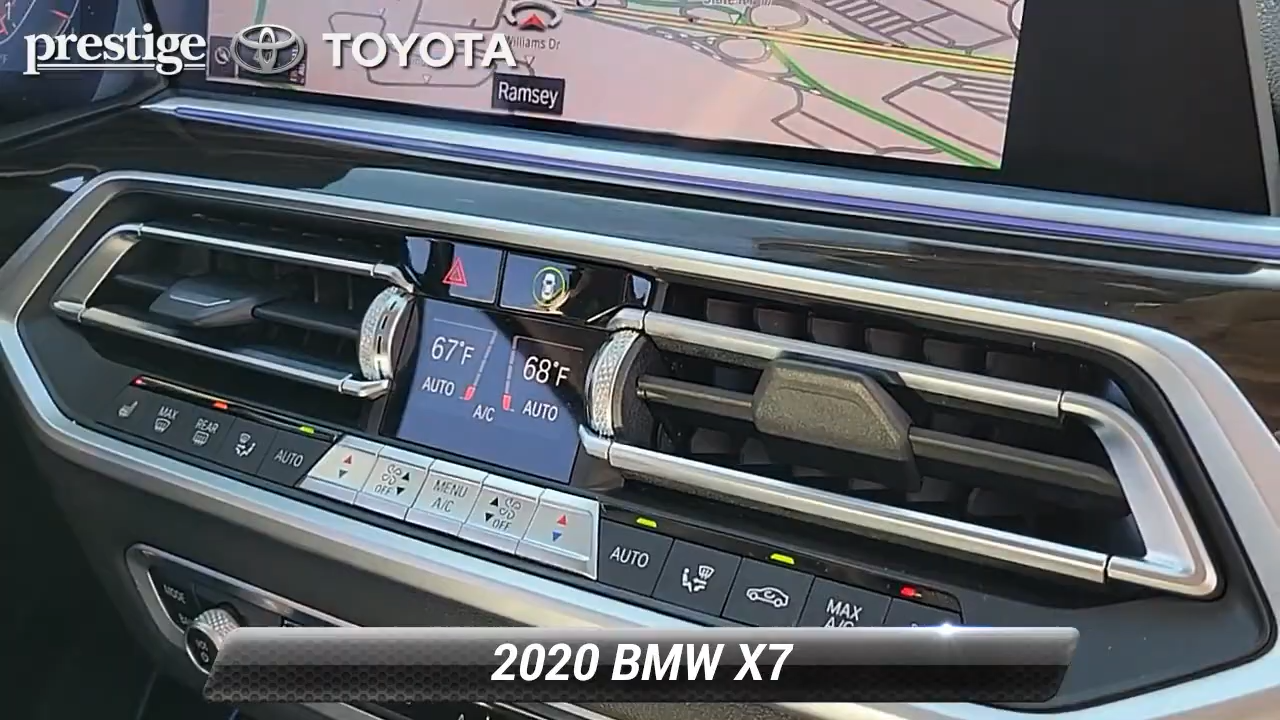 prestige TOYOTA
Williams Dr
Ramsey
67°F
68°F
AUTO
A/C
AUTO
MAX
REAR
AUTO
OFF
MENU
A/C
OFF
AUTO
MAX
A/C
MODE
VOL
2020 BMW X7